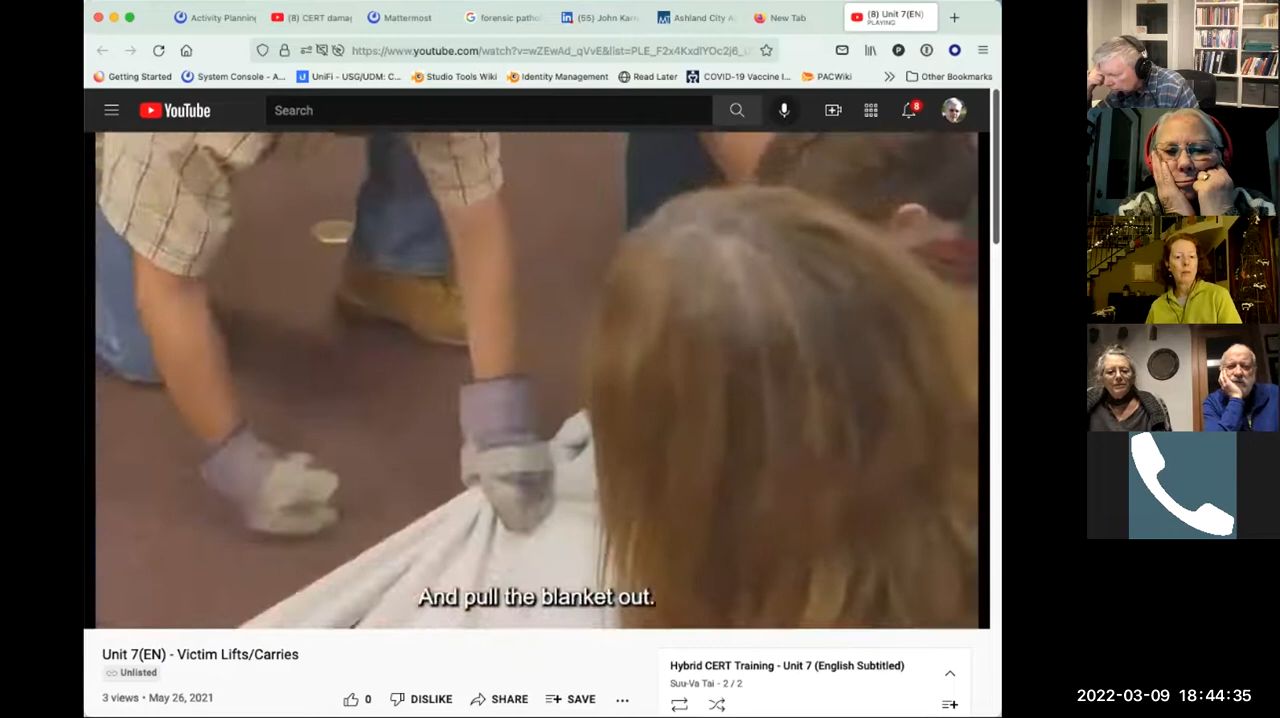 Activity Planning
(8) CERT damag
Mattermost
forensic patho
(55) John Karn
Ashland City A
New Tab
(8) Unit 7(EN)
PLAYING
https://www.youtube.com/watch?v=wZEwAd_qVvE&list=PLE_F2x4KxdlYOc2j6_
Getting Started
System Console - A...
UniFi - USG/UDM: C...
Studio Tools Wiki
Identity Management
Read Later
COVID-19 Vaccine I...
PACWiki
Other Bookmarks
YouTube
Search
8
And pull the blanket out.
Unit 7(EN) - Victim Lifts/Carries
Unlisted
3 views • May 26, 2021
0
DISLIKE
SHARE
SAVE
Hybrid CERT Training - Unit 7 (English Subtitled)
Suu-Va Tai - 2 / 2
2022-03-09 18:44:35